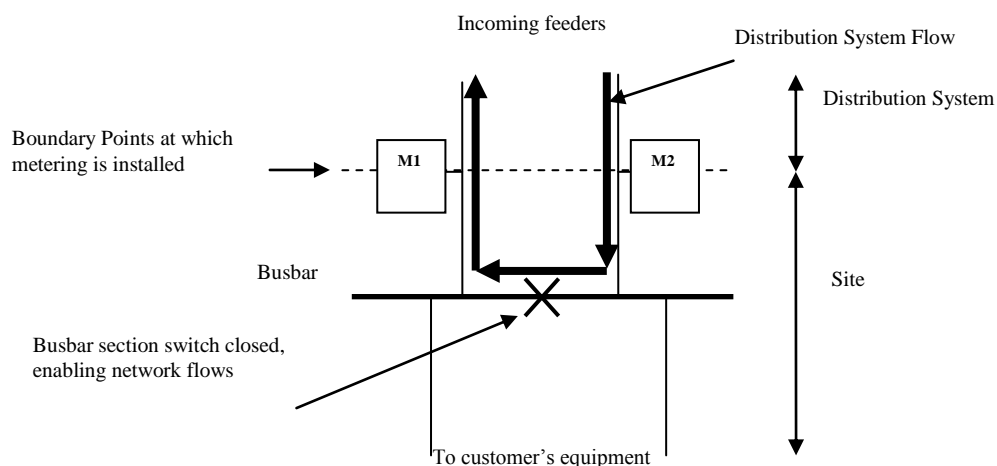 Incoming feeders
Distribution System Flow
Distribution System
Boundary Points at which
metering is installed
M1
M2
Busbar
Site
Busbar section switch closed,
enabling network flows
To customer's equipment